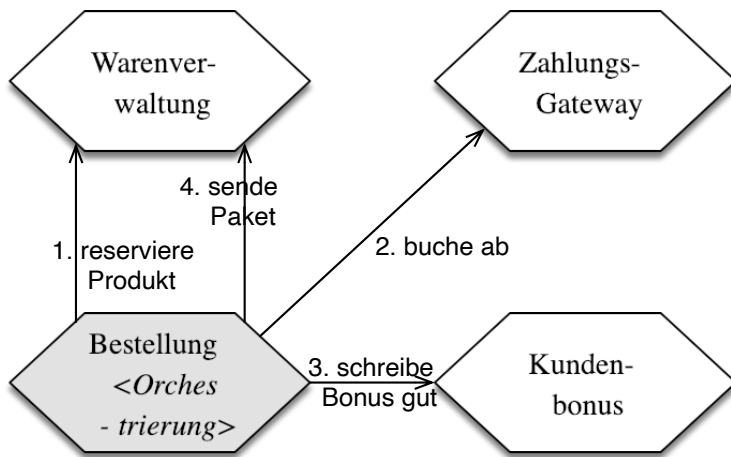 Warenver-
waltung
Zahlungs-
Gateway
4. sende
Paket
1. reserviere
Produkt
2. buche ab
Bestellung
<Orches
- trierung>
3. schreibe
Bonus gut
Kunden-
bonus